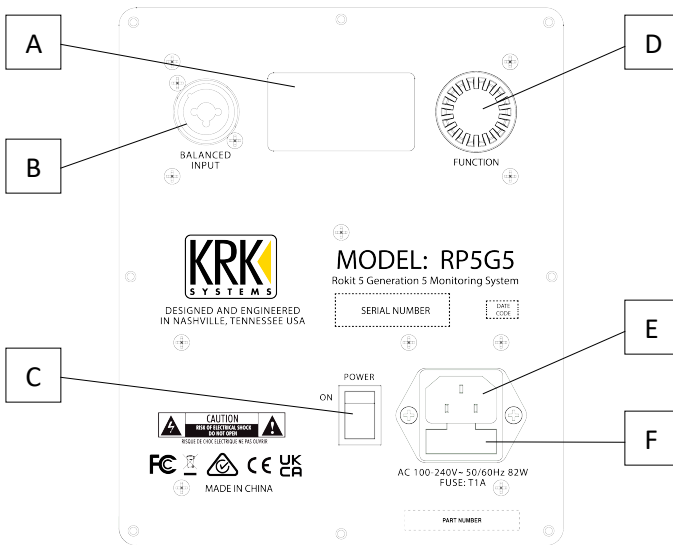 A
D
B
BALANCED
INPUT
FUNCTION
KRK
SYSTEMS
MODEL: RP5G5
Rokit 5 Generation 5 Monitoring System
DESIGNED AND ENGINEERED
IN NASHVILLE, TENNESSEE USA
SERIAL NUMBER
DATE
CODE
E
C
POWER
ON
CAUTION
RISK OF ELECTRICAL SHOCK
DO NOT OPEN
RISQUE DE CHOC ELECTRIQUE NE PAS OUVRIR
F
FC CE UK
CA
MADE IN CHINA
AC 100-240V~ 50/60Hz 82W
FUSE: T1A
PART NUMBER